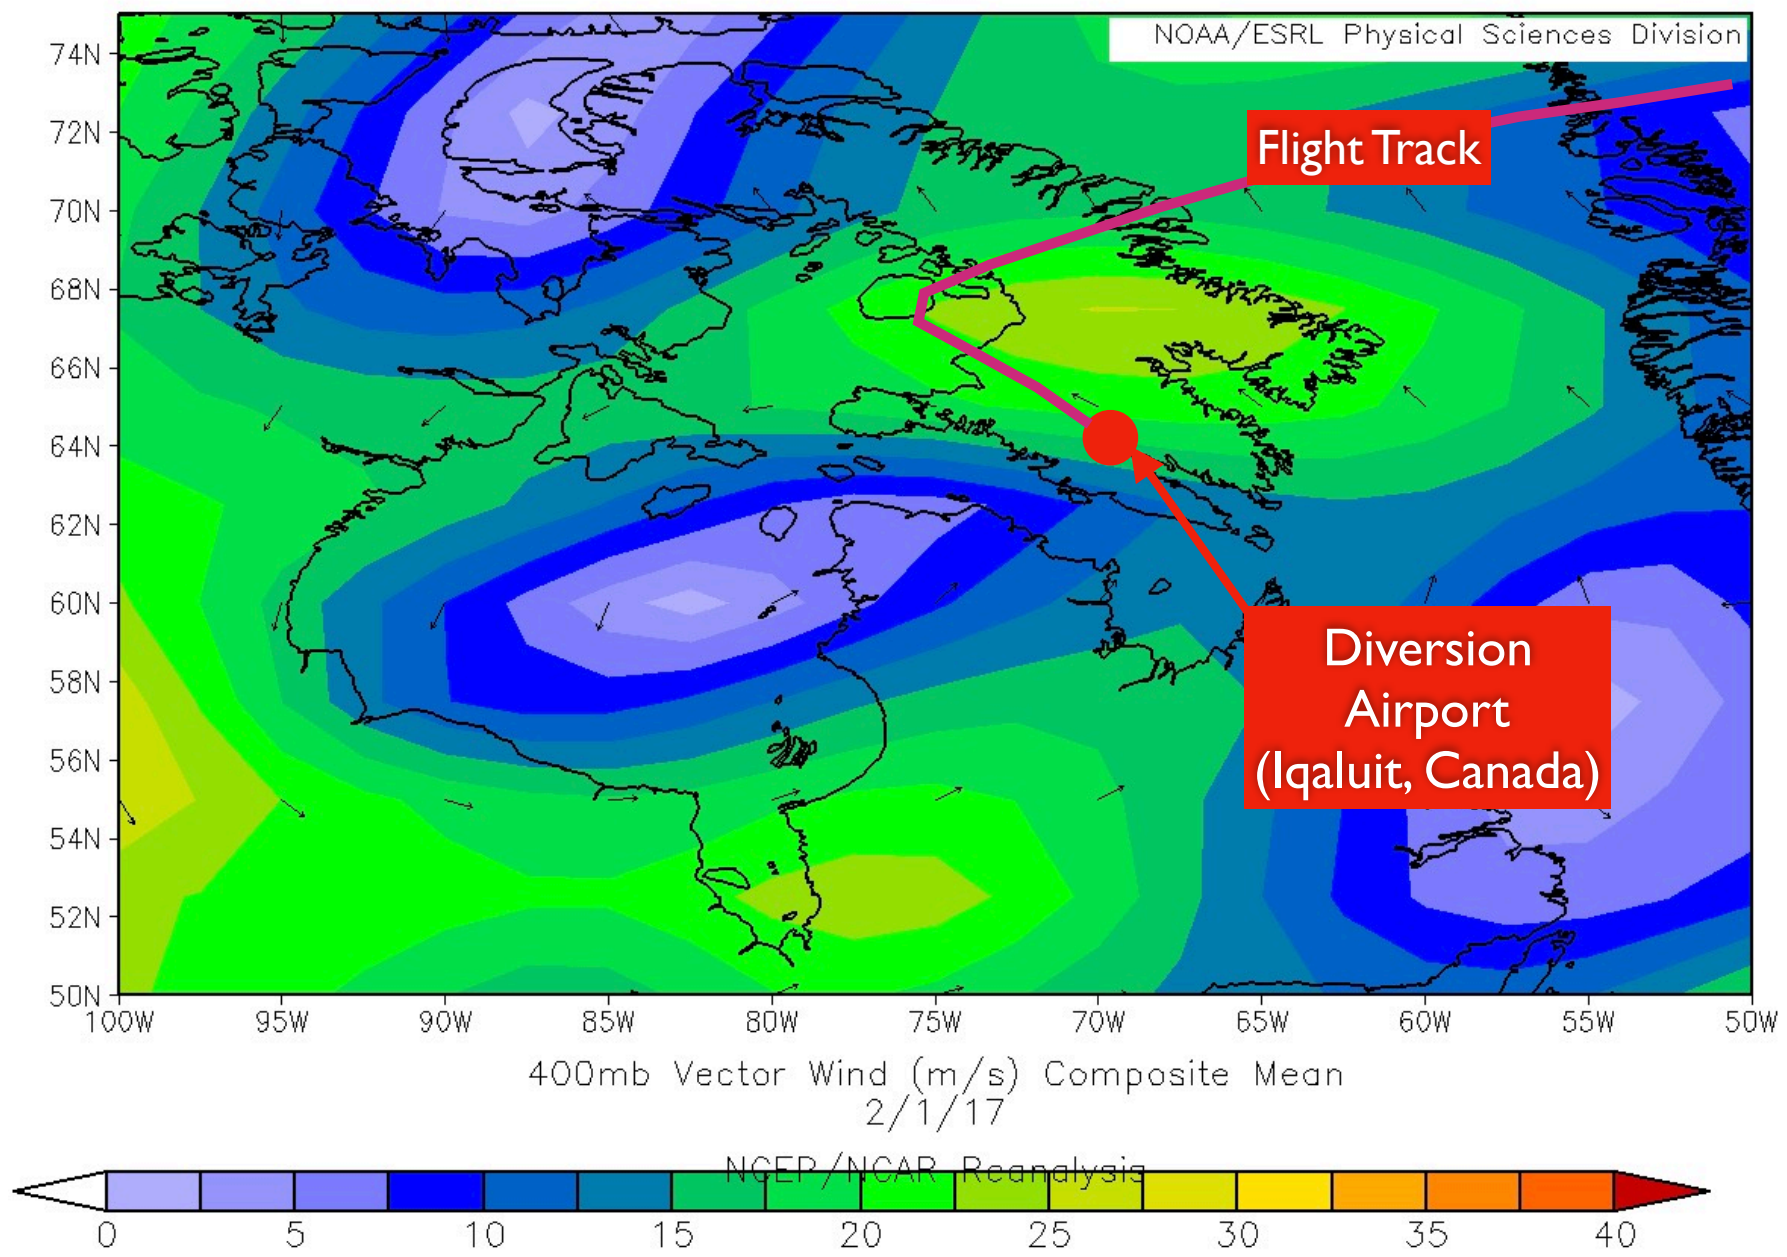 NOAA/ESRL Physical Sciences Division
74N
72N
70N
68N
66N
64N
62N
60N
58N
56N
54N
52N
50N
Flight Track
Diversion
Airport
(Iqaluit, Canada)
100W 95W 90W 85W 80W 75W 70W 65W 60W 55W 50W
400mb Vector Wind (m/s) Composite Mean
2/1/17
NCEP/NCAR Reanalysis
0 5 10 15 20 25 30 35 40